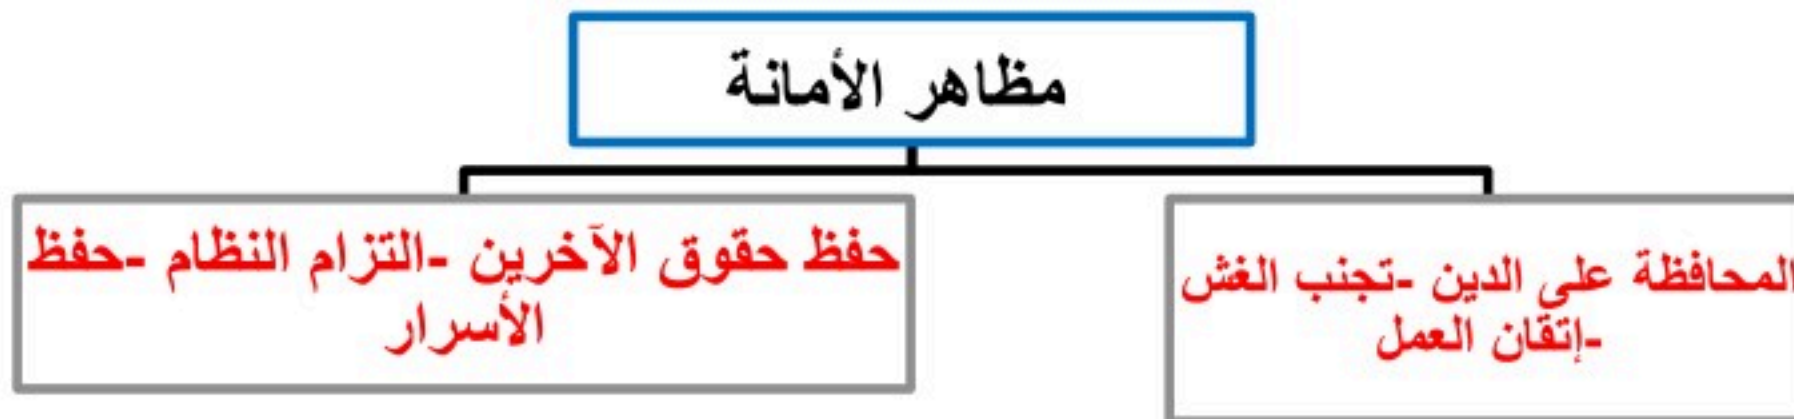 مظاهر الأمانة
المحافظة على الدين -تجنب الغش
-إتقان العمل
حفظ حقوق الآخرين -التزام النظام -حفظ
الأسرار